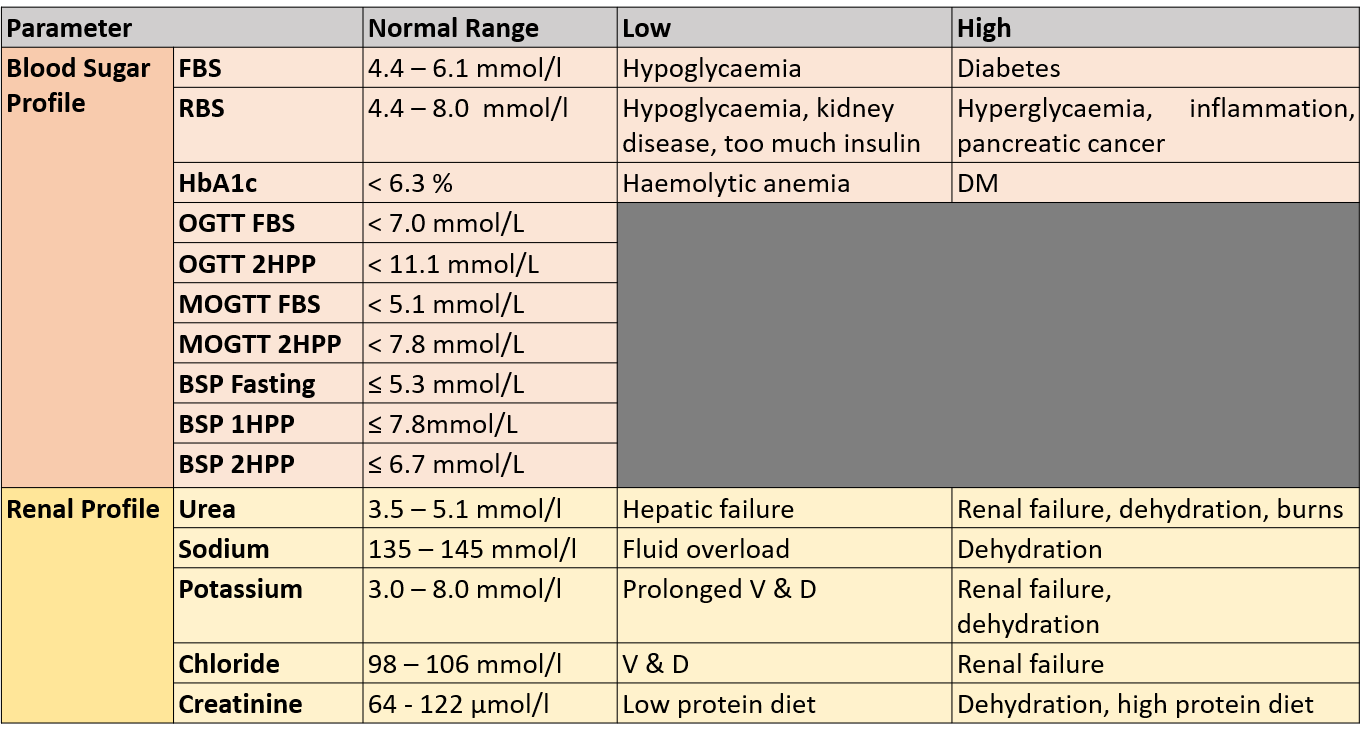 Parameter Normal Range Low High
Blood Sugar FBS 4.4 – 6.1 mmol/l Hypoglycaemia Diabetes
Profile RBS 4.4 – 8.0 mmol/l Hypoglycaemia, kidney Hyperglycaemia, inflammation,
disease, too much insulin pancreatic cancer
HbA1c < 6.3 % Haemolytic anemia DM
OGTT FBS < 7.0 mmol/L
OGTT 2HPP < 11.1 mmol/L
MOGTT FBS < 5.1 mmol/L
MOGTT 2HPP < 7.8 mmol/L
BSP Fasting ≤ 5.3 mmol/L
BSP 1HPP ≤ 7.8mmol/L
BSP 2HPP ≤ 6.7 mmol/L
Renal Profile Urea 3.5 – 5.1 mmol/l Hepatic failure Renal failure, dehydration, burns
Sodium 135 – 145 mmol/l Fluid overload Dehydration
Potassium 3.0 – 8.0 mmol/l Prolonged V & D Renal failure,
dehydration
Chloride 98 – 106 mmol/l V & D Renal failure
Creatinine 64 - 122 µmol/l Low protein diet Dehydration, high protein diet